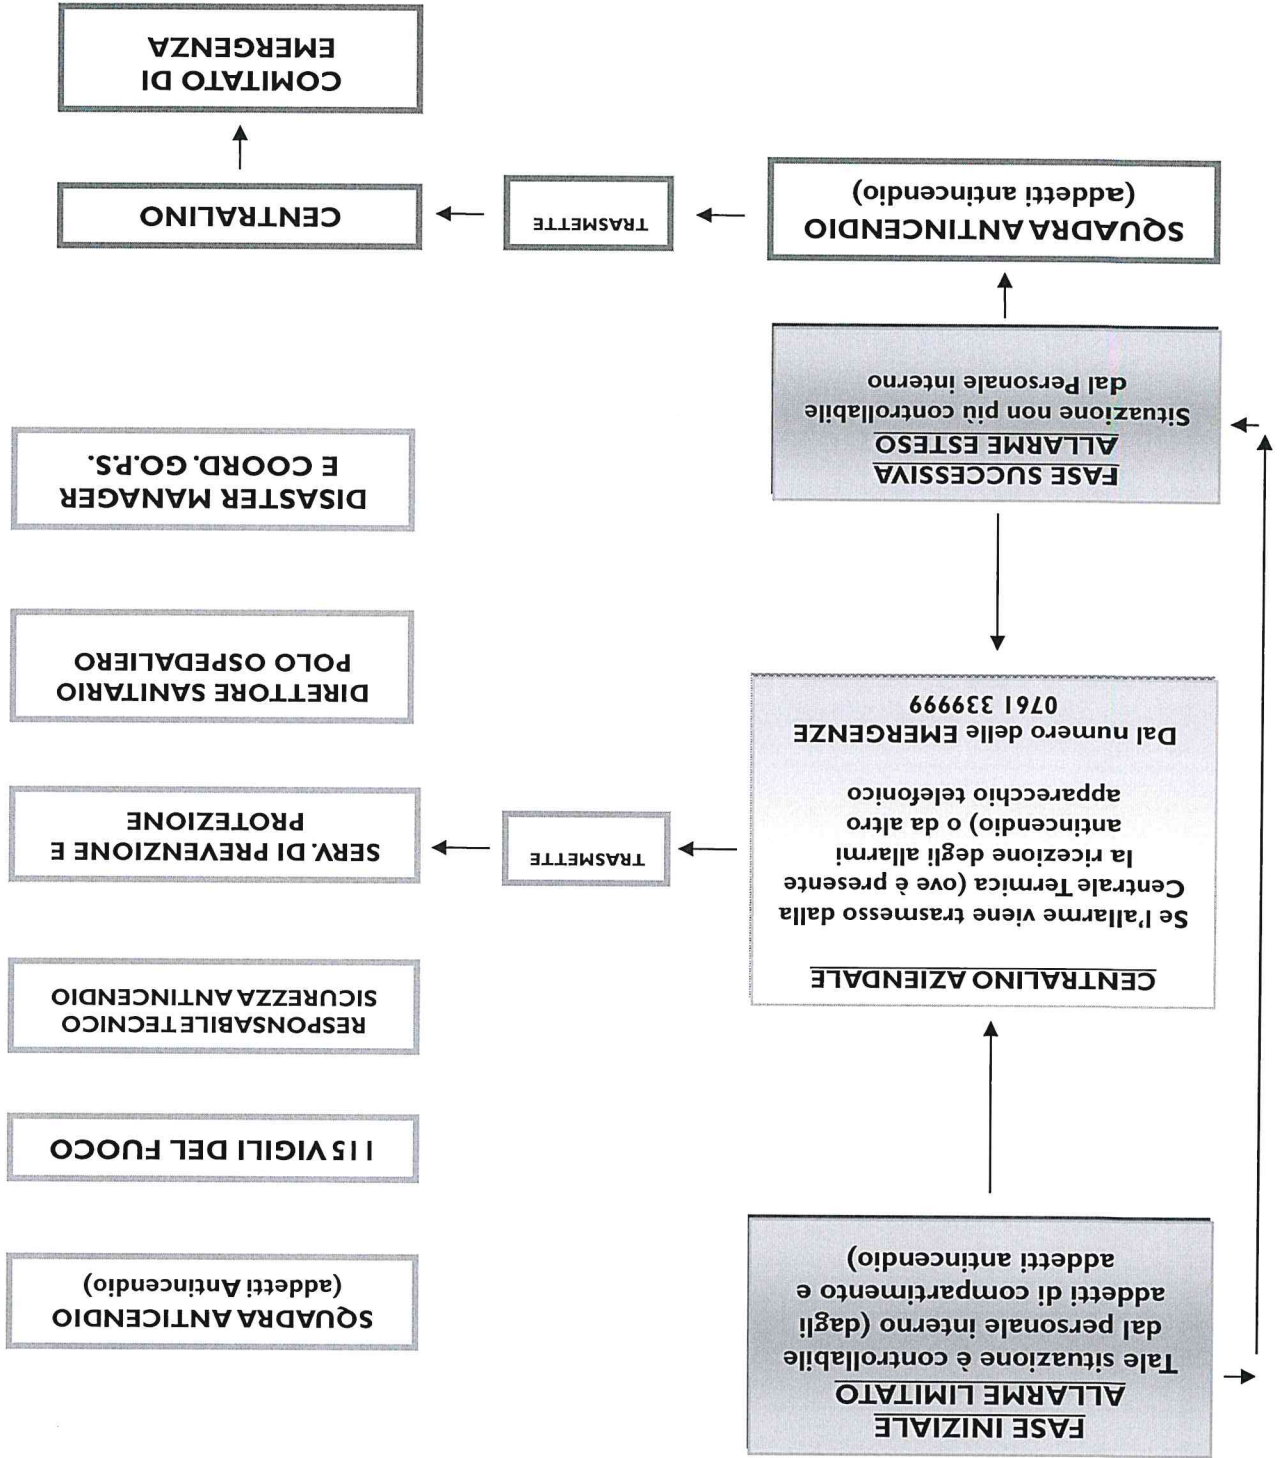 FASE INIZIALE
ALLARME LIMITATO
Tale situazione è controllabile
dal personale interno (dagli
addetti di compartimento e
addetti antincendio)
SQUADRA ANTICENDIO
(addetti Antincendio)
115 VIGILI DEL FUOCO
RESPONSABILE TECNICO
SICUREZZA ANTINCENDIO
CENTRALINO AZIENDALE
Se l'allarme viene trasmesso dalla
Centrale Termica (ove è presente
la ricezione degli allarmi
antincendio) o da altro
apparecchio telefonico
Dal numero delle EMERGENZE
0761 339999
TRASMETTE
SERV. DI PREVENZIONE E
PROTEZIONE
DIRETTORE SANITARIO
POLO OSPEDALIERO
DISASTER MANAGER
E COORD. GO.P.S.
FASE SUCCESSIVA
ALLARME ESTESO
Situazione non più controllabile
dal Personale interno
SQUADRA ANTINCENDIO
(addetti antincendio)
TRASMETTE
CENTRALINO
COMITATO DI
EMERGENZA